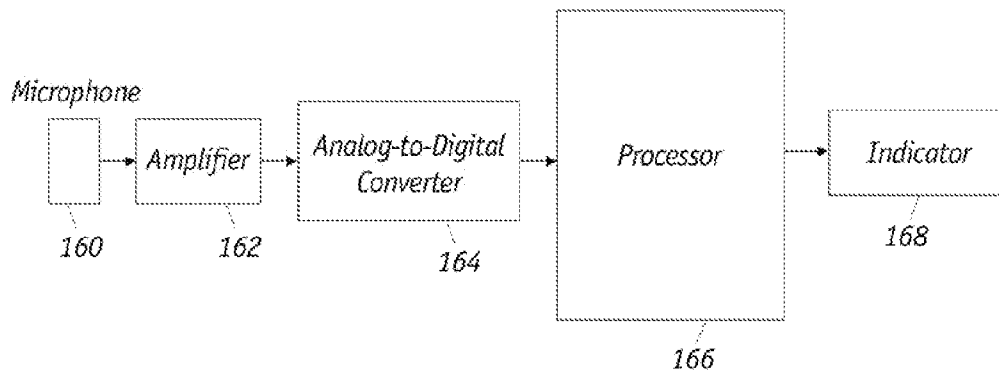 Microphone
Amplifier
Analog-to-Digital
Converter
Processor
Indicator
160
162
164
166
168